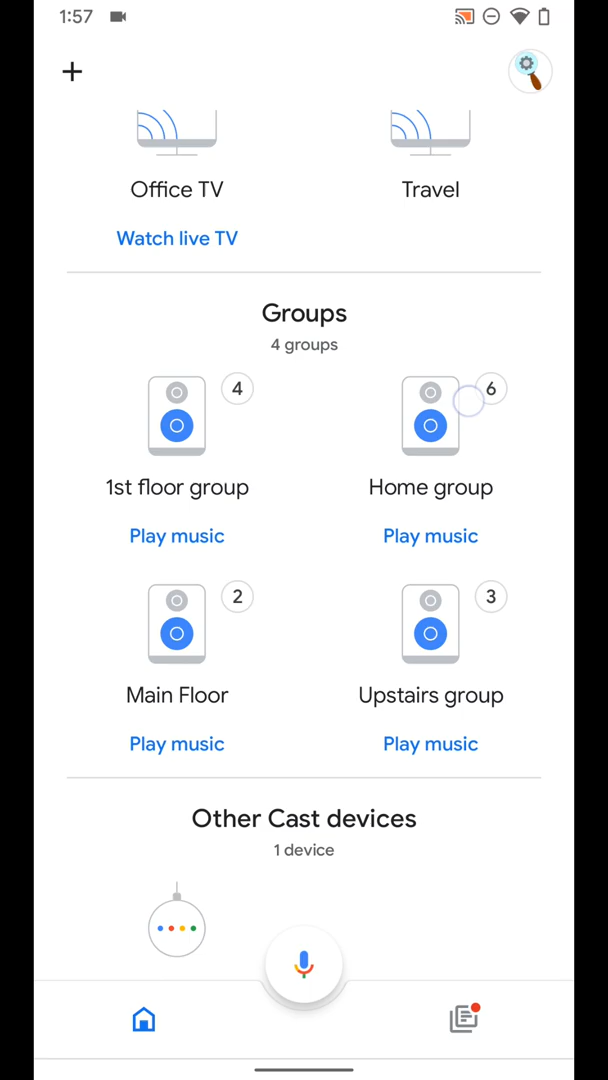 1:57
Office TV
Travel
Watch live TV
Groups
4 groups
4
6
1st floor group
Home group
Play music
Play music
2
3
Main Floor
Upstairs group
Play music
Play music
Other Cast devices
1 device